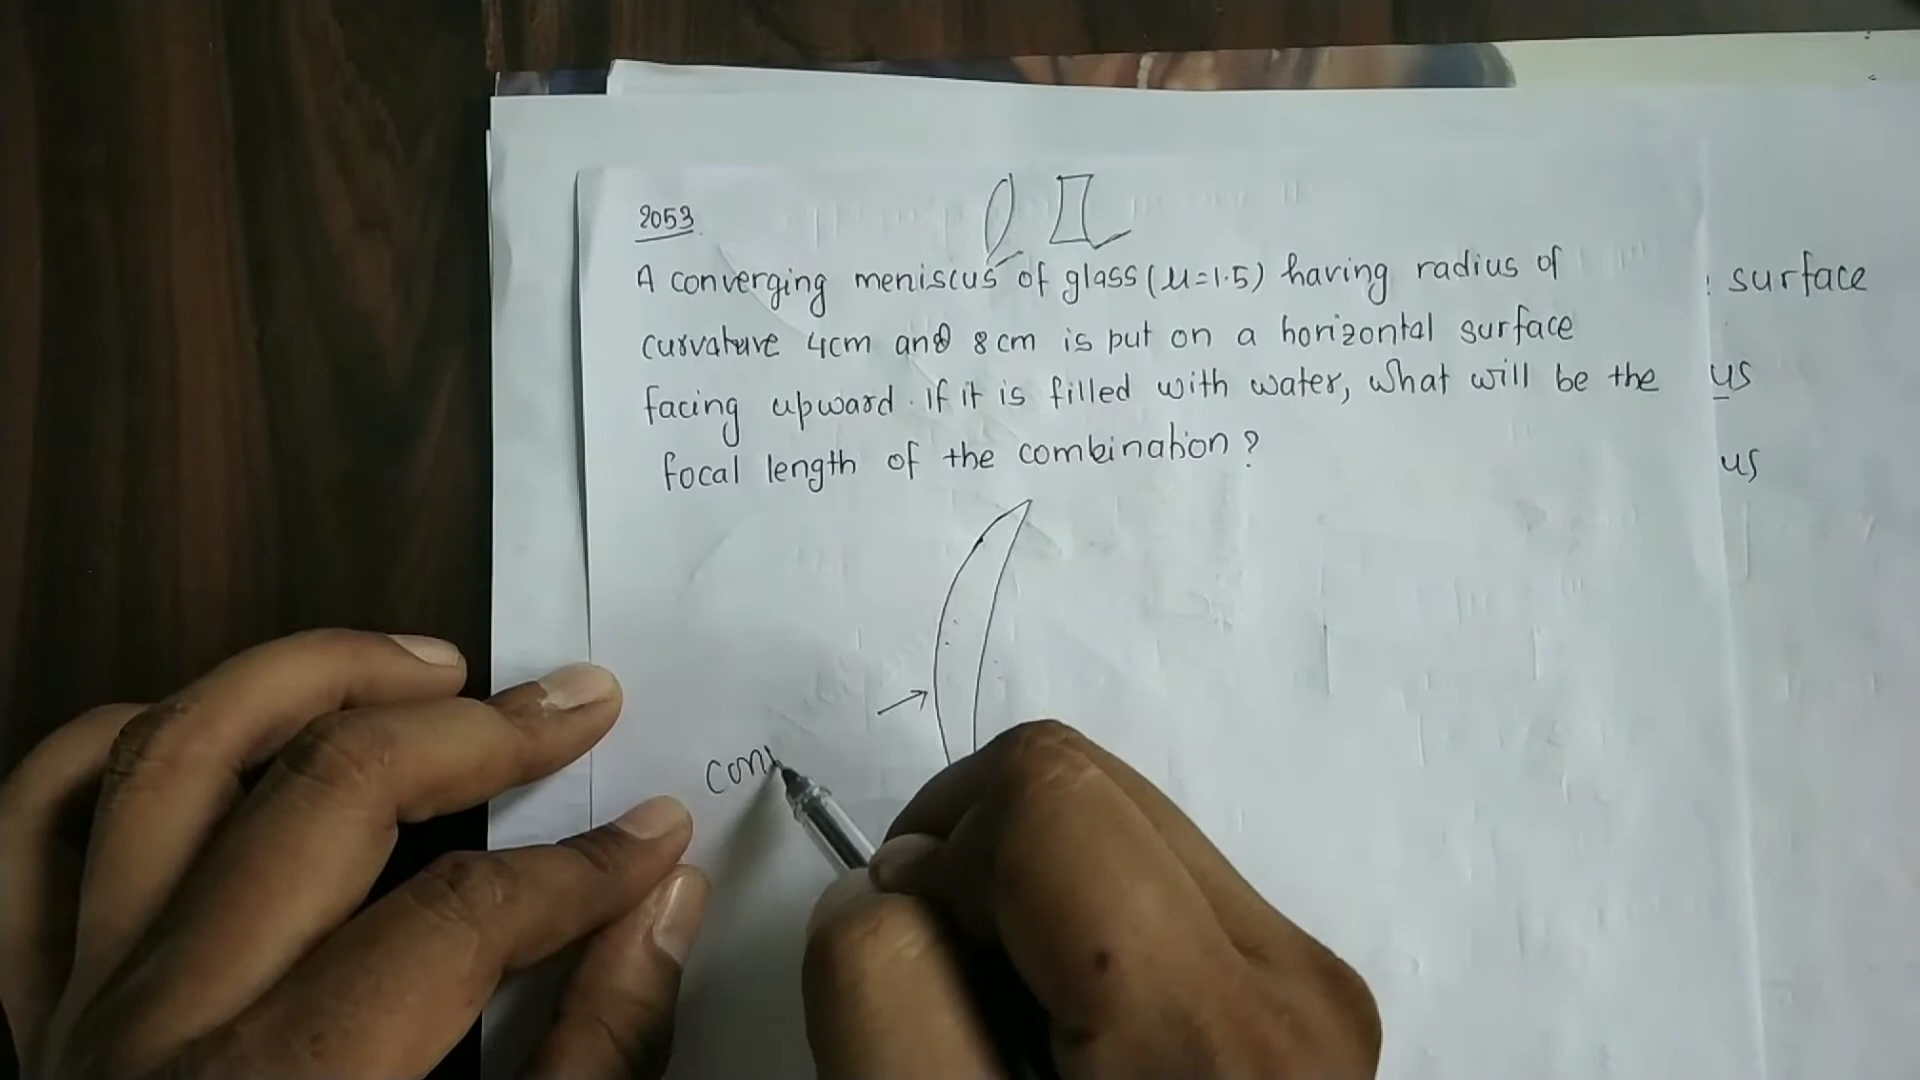 2053
A converging meniscus of glass (μ=1.5) having radius of
curvature 4cm and 8cm is put on a horizontal surface
facing upward. if it is filled with water, what will be the
focal length of the combination?
surface
us
us
con